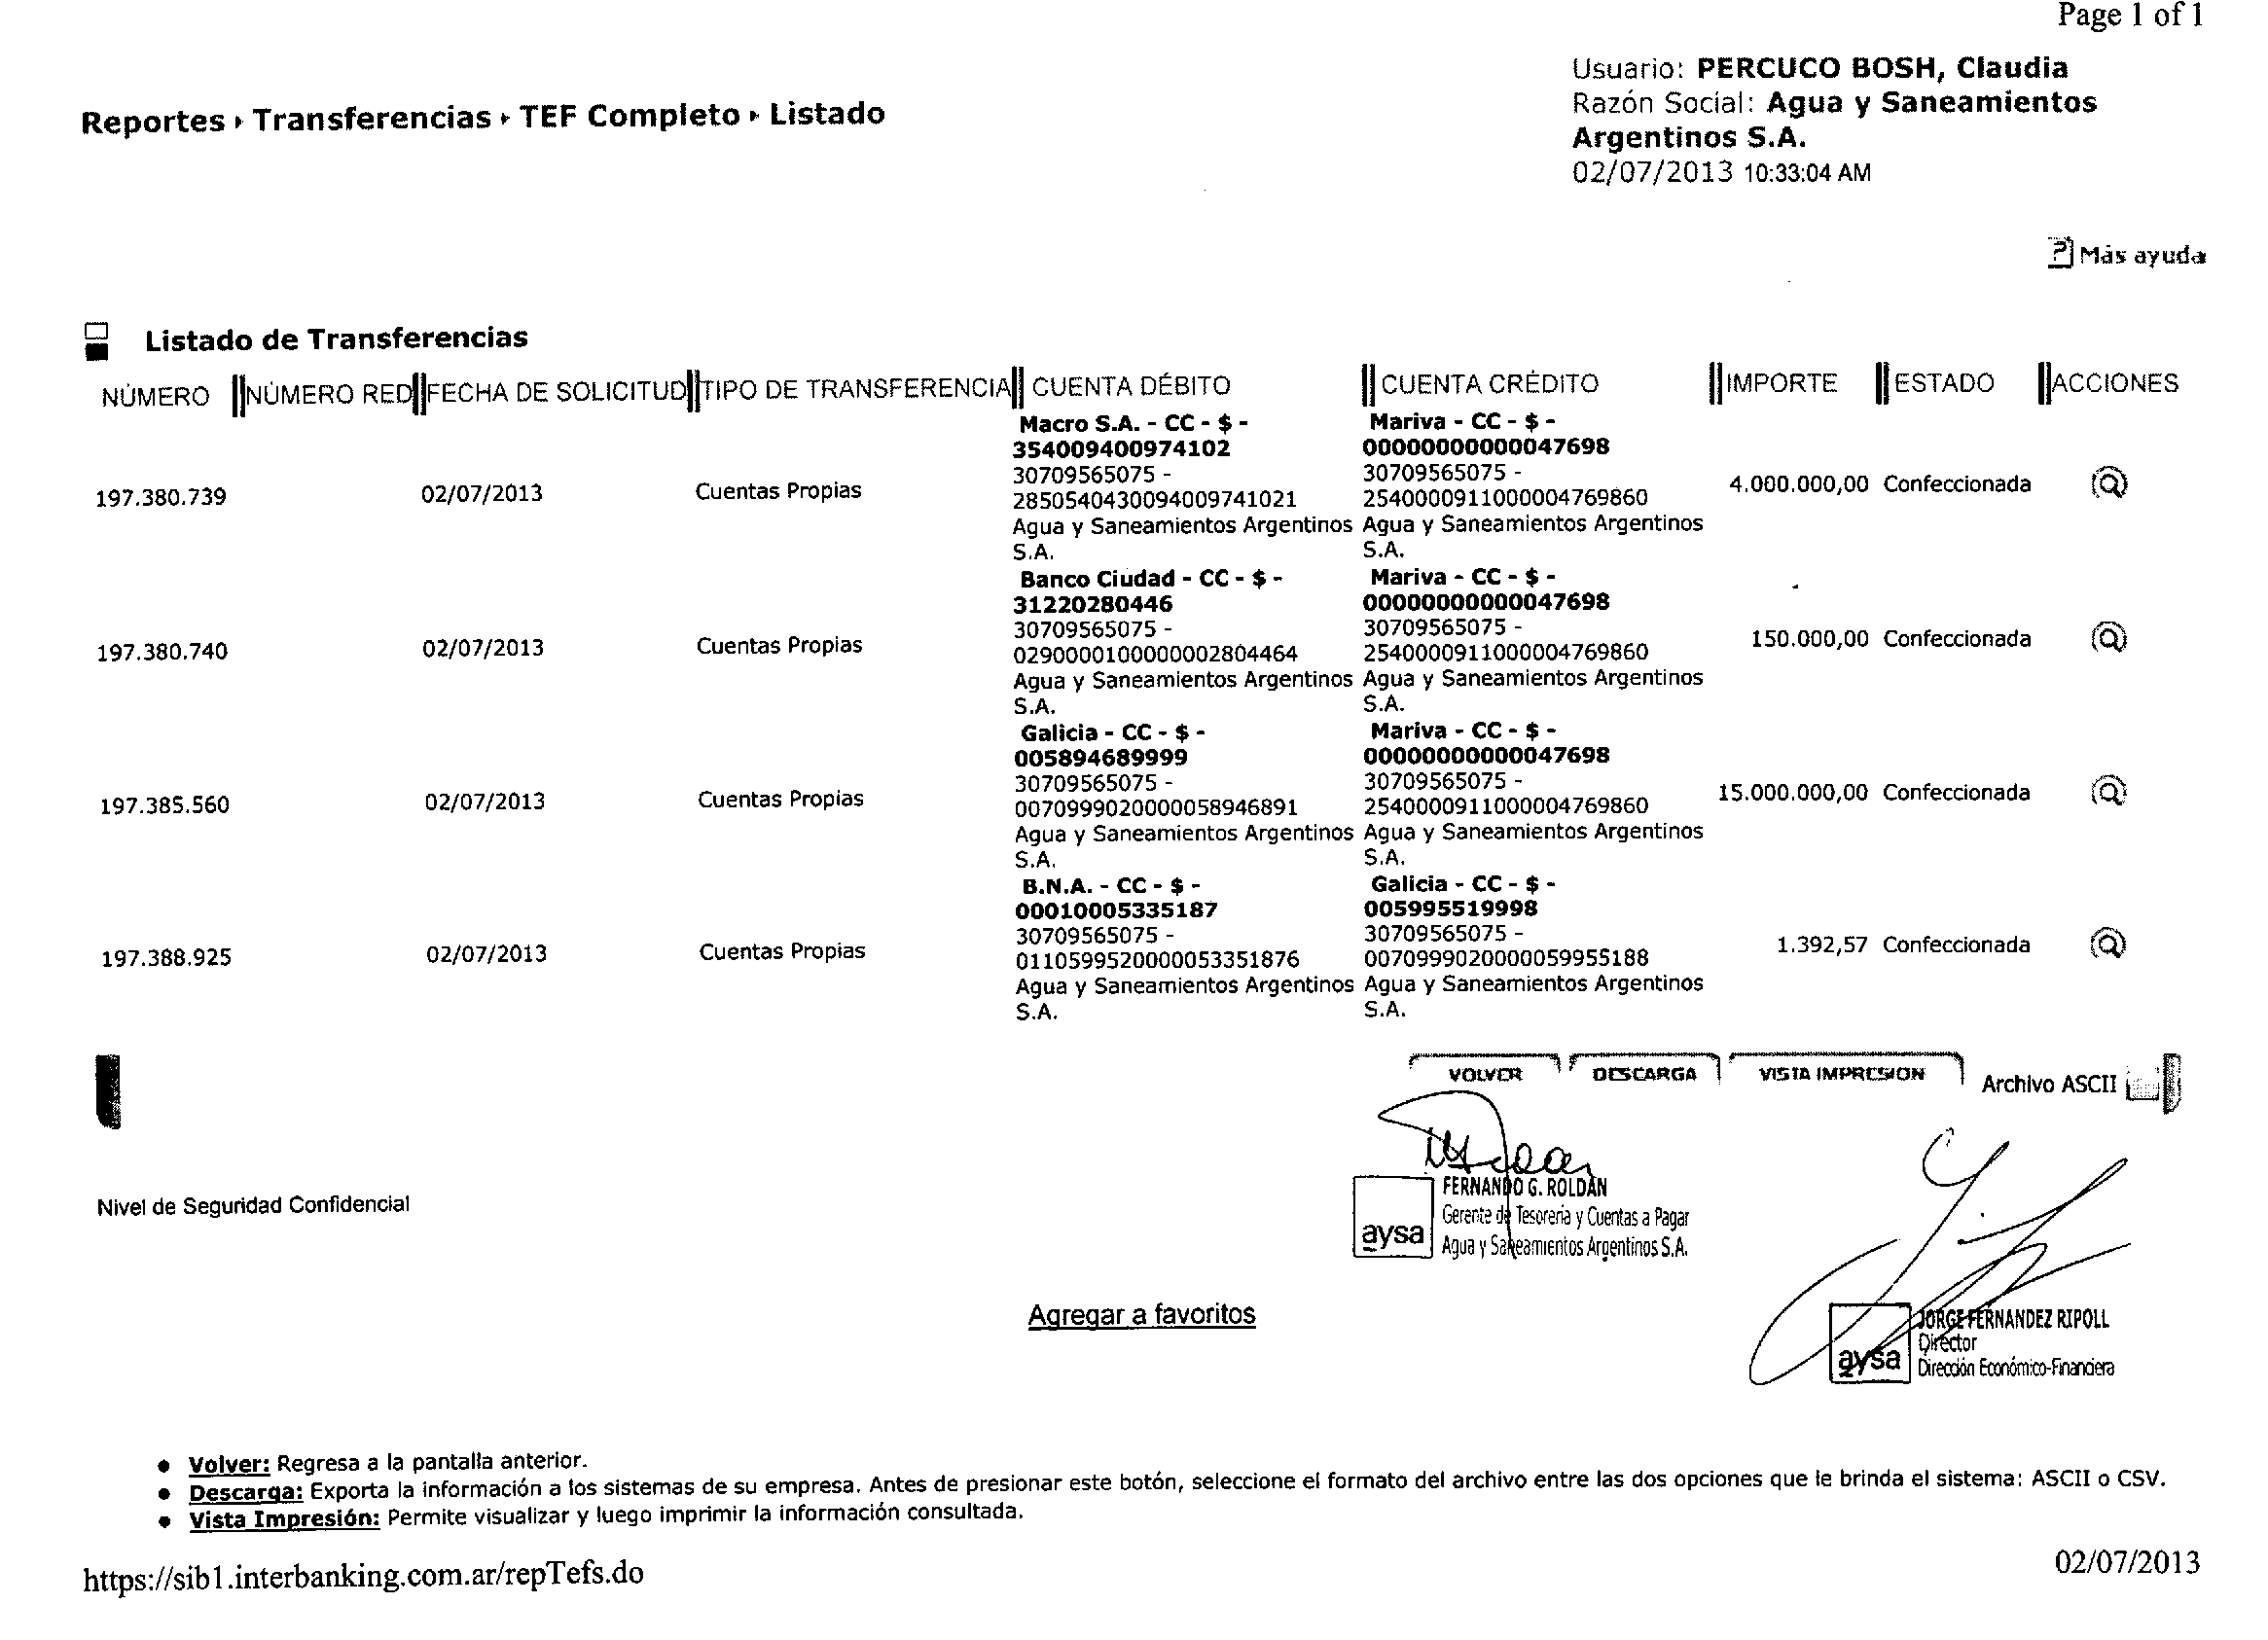 Page 1 of 1
Usuario: PERCUCO BOSH, Claudia
Razón Social: Agua y Saneamientos
Argentinos S.A.
02/07/2013 10:33:04 AM
Reportes › Transferencias › TEF Completo › Listado
Más ayuda
Listado de Transferencias
NÚMERO NÚMERO RED FECHA DE SOLICITUD TIPO DE TRANSFERENCIA CUENTA DÉBITO CUENTA CRÉDITO IMPORTE ESTADO ACCIONES
Macro S.A. - CC - $ - Mariva - CC - $ -
354009400974102 00000000000047698
30709565075 - 30709565075 -
197.380.739 02/07/2013 Cuentas Propias 2850540430094009741021 2540000911000004769860 4.000.000,00 Confeccionada
Agua y Saneamientos Argentinos Agua y Saneamientos Argentinos
S.A. S.A.
Banco Ciudad - CC - $ - Mariva - CC - $ -
31220280446 00000000000047698
30709565075 - 30709565075 -
197.380.740 02/07/2013 Cuentas Propias 0290000100000002804464 2540000911000004769860 150.000,00 Confeccionada
Agua y Saneamientos Argentinos Agua y Saneamientos Argentinos
S.A. S.A.
Galicia - CC - $ - Mariva - CC - $ -
005894689999 00000000000047698
30709565075 - 30709565075 -
197.385.560 02/07/2013 Cuentas Propias 0070999020000058946891 2540000911000004769860 15.000.000,00 Confeccionada
Agua y Saneamientos Argentinos Agua y Saneamientos Argentinos
S.A. S.A.
B.N.A. - CC - $ - Galicia - CC - $ -
00010005335187 005995519998
30709565075 - 30709565075 -
197.388.925 02/07/2013 Cuentas Propias 0110599520000053351876 0070999020000059955188 1.392,57 Confeccionada
Agua y Saneamientos Argentinos Agua y Saneamientos Argentinos
S.A. S.A.
VOLVER DESCARGA VISTA IMPRESION Archivo ASCII
Nivel de Seguridad Confidencial
FERNANDO G. ROLDÁN
Gerente de Tesorería y Cuentas a Pagar
aysa Agua y Saneamientos Argentinos S.A.
Agregar a favoritos
JORGE FERNANDEZ RIPOLL
Director
aysa Dirección Económico-Financiera
• Volver: Regresa a la pantalla anterior.
• Descarga: Exporta la información a los sistemas de su empresa. Antes de presionar este botón, seleccione el formato del archivo entre las dos opciones que le brinda el sistema: ASCII o CSV.
• Vista Impresión: Permite visualizar y luego imprimir la información consultada.
https://sib1.interbanking.com.ar/repTefs.do 02/07/2013